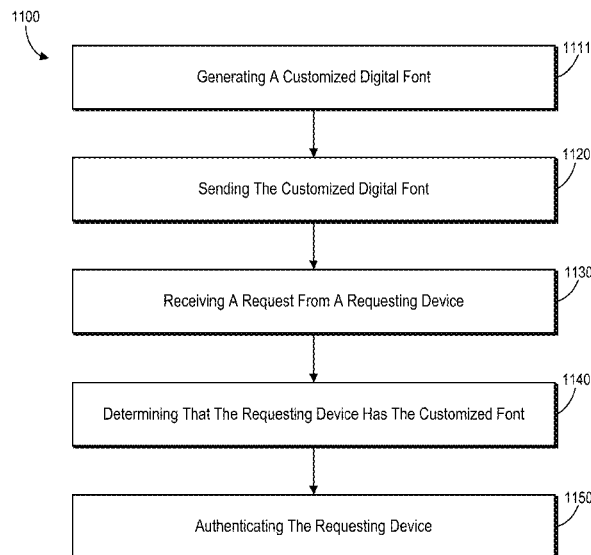 1100
1111
Generating A Customized Digital Font
1120
Sending The Customized Digital Font
1130
Receiving A Request From A Requesting Device
1140
Determining That The Requesting Device Has The Customized Font
1150
Authenticating The Requesting Device